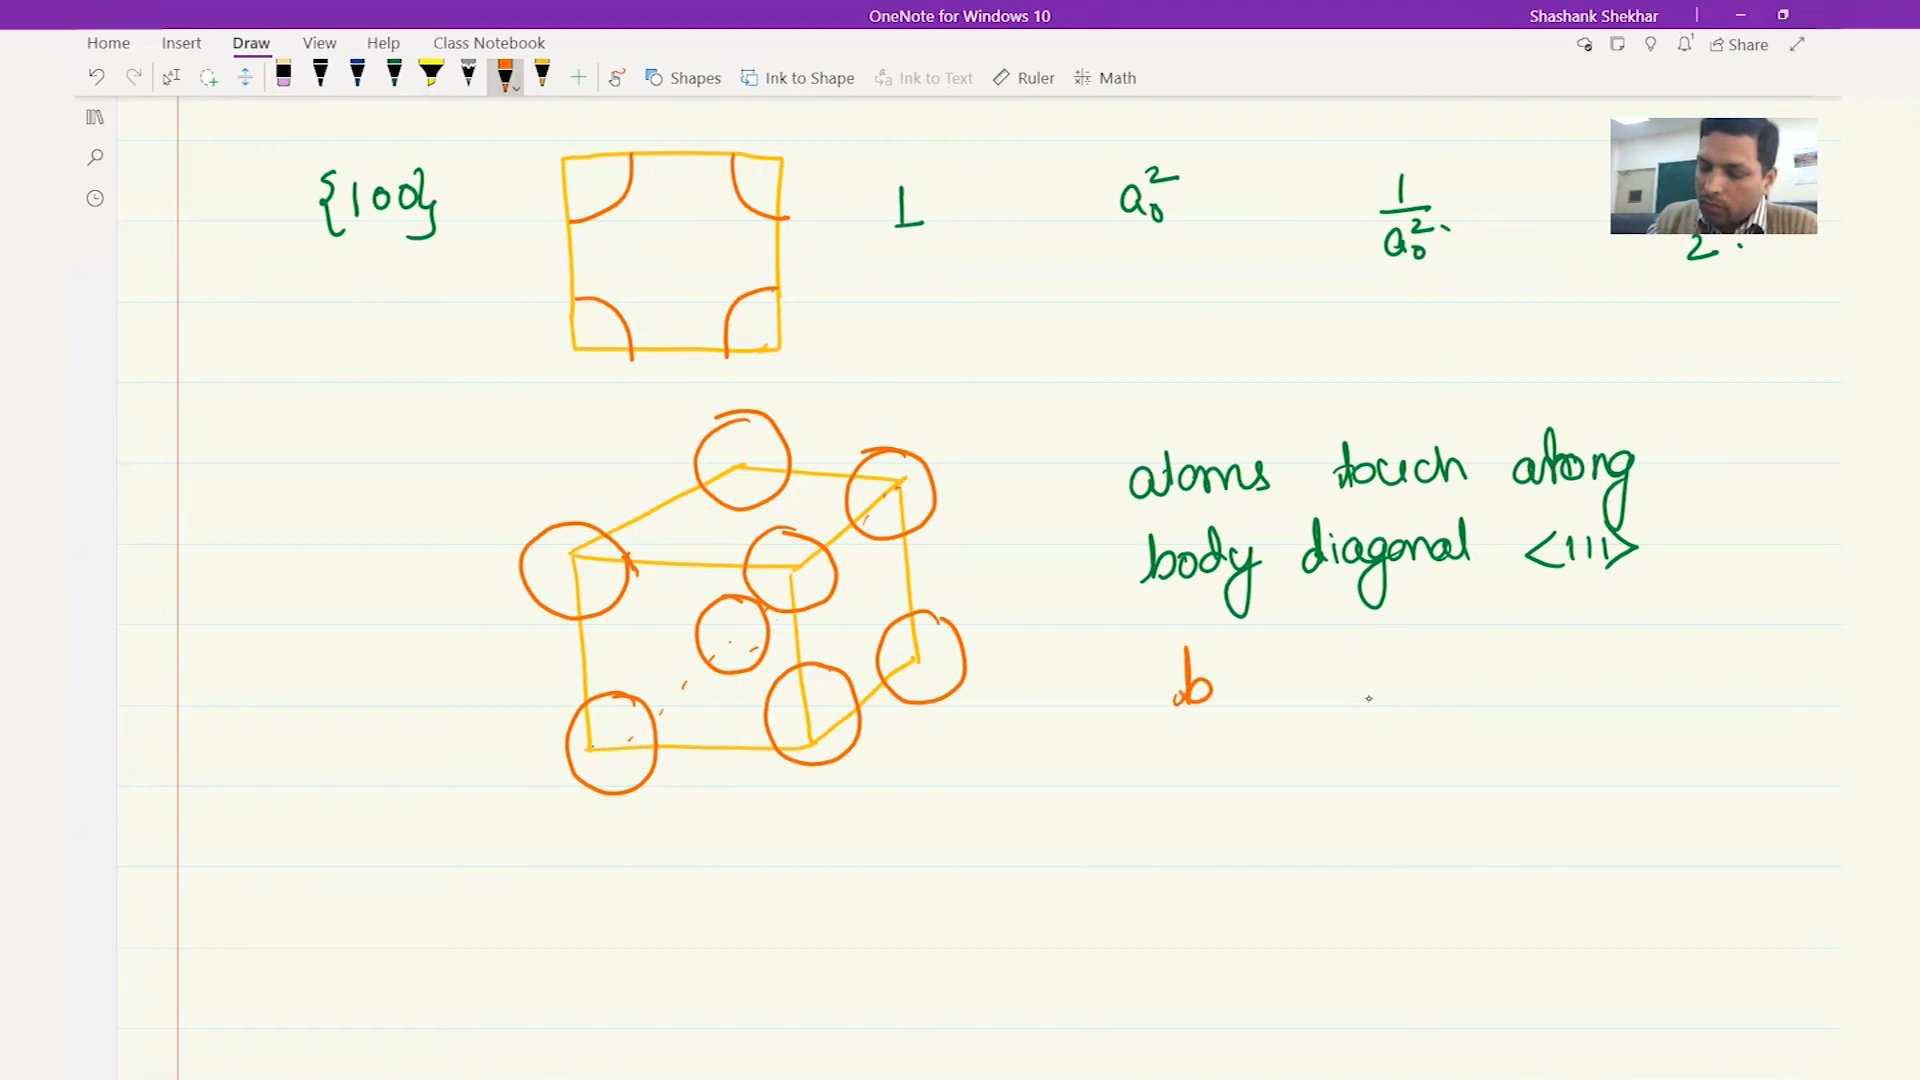 OneNote for Windows 10
Shashank Shekhar
Home Insert Draw View Help Class Notebook
Share
Shapes Ink to Shape Ink to Text Ruler Math
{100} 1 a₀² 1/a₀² 2
atoms touch along
body diagonal <111>
b